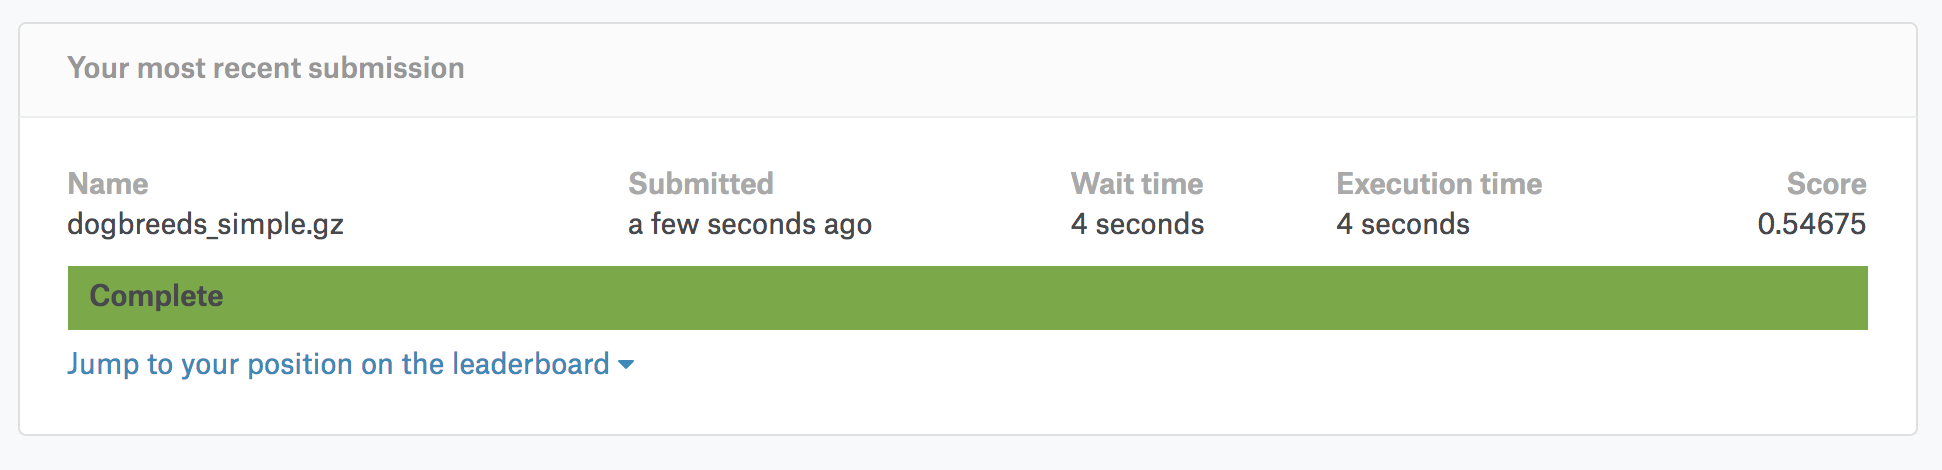 Your most recent submission
Name Submitted Wait time Execution time Score
dogbreeds_simple.gz a few seconds ago 4 seconds 4 seconds 0.54675
Complete
Jump to your position on the leaderboard